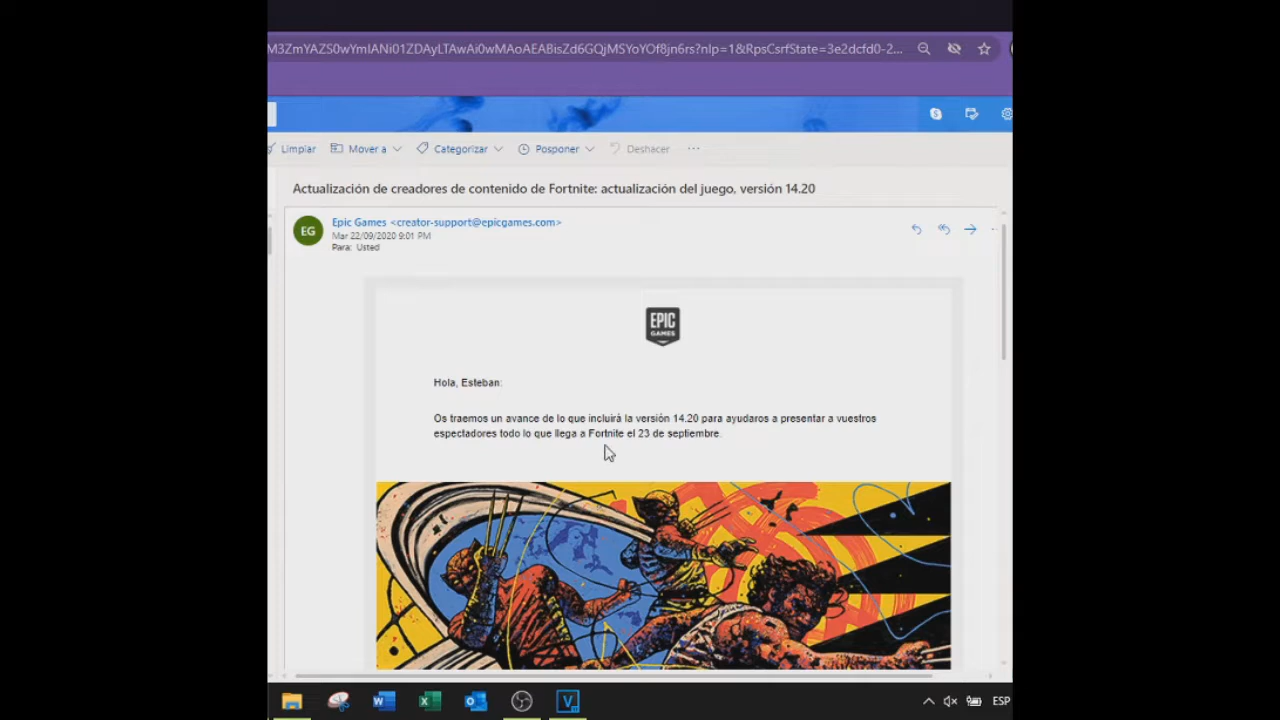 M3ZmYAZS0wYmIANi01ZDAyLTAwAi0wMAoAEABisZd6GQjMSYoYOf8jn6rs?nlp=1&RpsCsrfState=3e2dcfd0-2...
Limpiar Mover a Categorizar Posponer Deshacer ...
Actualización de creadores de contenido de Fortnite: actualización del juego, versión 14.20
EG
Epic Games <creator-support@epicgames.com>
Mar 22/09/2020 9:01 PM
Para: Usted
EPIC
GAMES
Hola, Esteban:
Os traemos un avance de lo que incluirá la versión 14.20 para ayudaros a presentar a vuestros
espectadores todo lo que llega a Fortnite el 23 de septiembre.
ESP